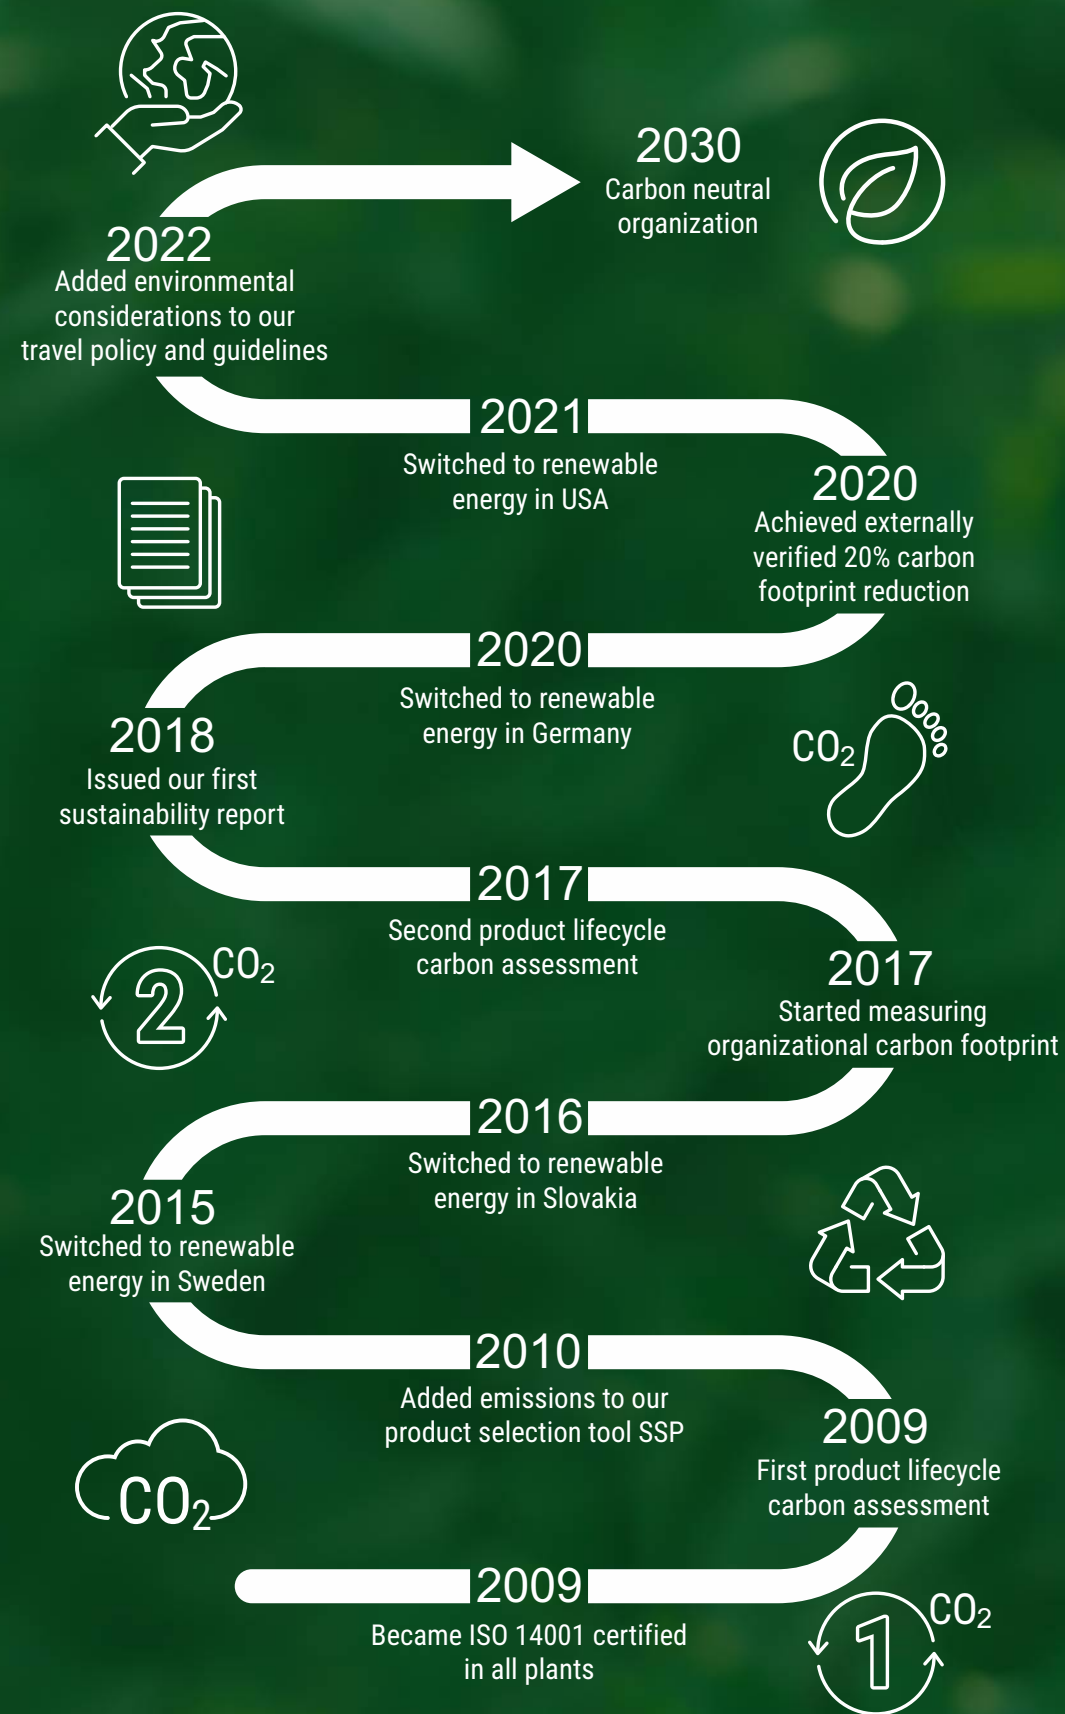 2030
Carbon neutral
organization
2022
Added environmental
considerations to our
travel policy and guidelines
2021
Switched to renewable
energy in USA
2020
Achieved externally
verified 20% carbon
footprint reduction
2020
Switched to renewable
energy in Germany
2018
Issued our first
sustainability report
CO₂
2017
Second product lifecycle
carbon assessment
2
CO₂
2017
Started measuring
organizational carbon footprint
2016
Switched to renewable
energy in Slovakia
2015
Switched to renewable
energy in Sweden
2010
Added emissions to our
product selection tool SSP
2009
First product lifecycle
carbon assessment
CO₂
2009
Became ISO 14001 certified
in all plants
1
CO₂